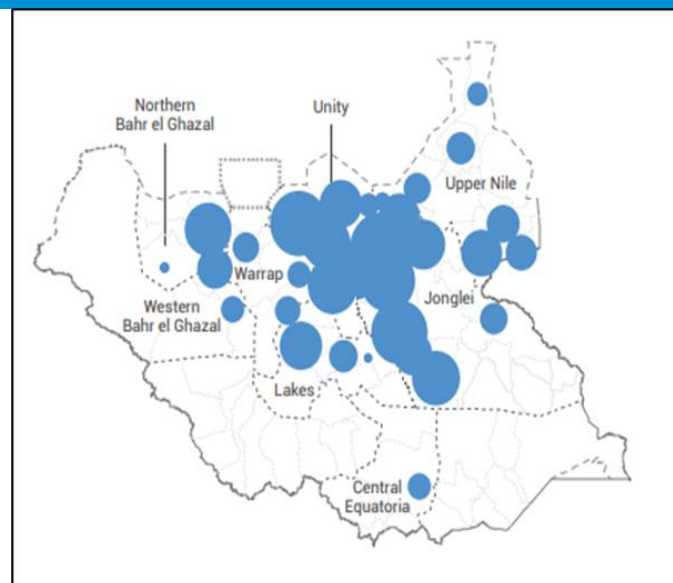 Northern
Bahr el Ghazal
Unity
Upper Nile
Warrap
Western
Bahr el Ghazal
Jonglei
Lakes
Central
Equatoria